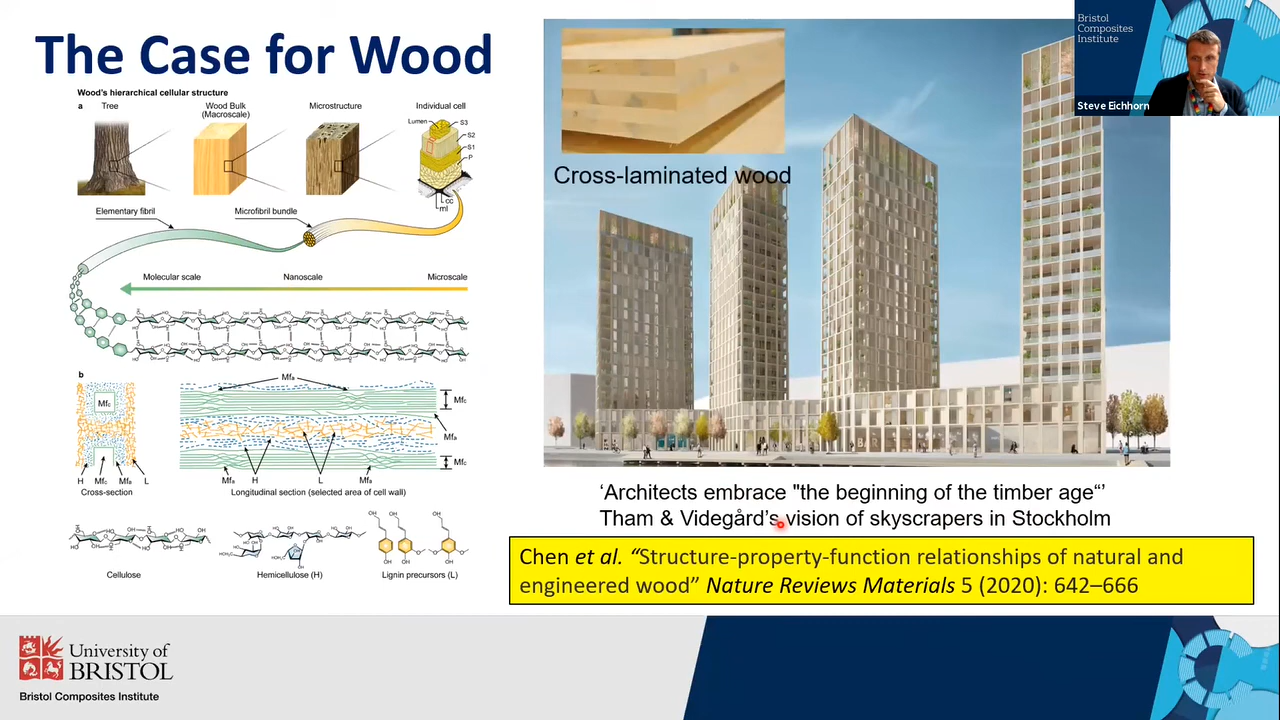 The Case for Wood
Wood's hierarchical cellular structure
a
Tree
Wood Bulk
(Macroscale)
Microstructure
Individual cell
Lumen
S3
S2
S1
P
cc
ml
Elementary fibril
Microfibril bundle
Molecular scale
Nanoscale
Microscale
b
Mfc
Mfa
Mfc
Mfa
Mfc
H
Mfc
Mfa
L
Cross-section
Mfa
H
L
Mfa
Longitudinal section (selected area of cell wall)
Cellulose
Hemicellulose (H)
Lignin precursors (L)
Cross-laminated wood
BAR
'Architects embrace "the beginning of the timber age“’
Tham & Videgård's vision of skyscrapers in Stockholm
Chen et al. “Structure-property-function relationships of natural and
engineered wood” Nature Reviews Materials 5 (2020): 642–666
Bristol
Composites
Institute
Steve Eichhorn
University of
BRISTOL
Bristol Composites Institute